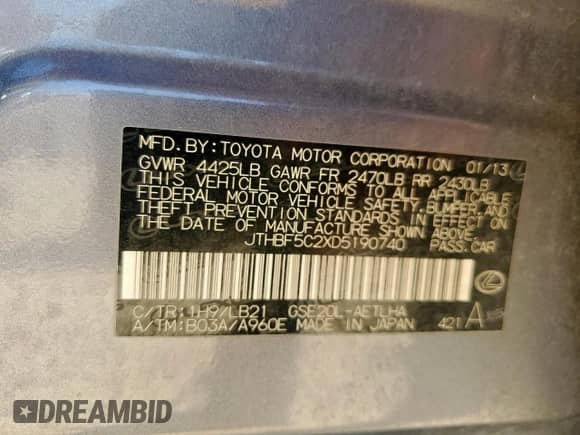 MFD. BY: TOYOTA MOTOR CORPORATION 01/13
GVWR 4425LB GAWR FR 2470LB RR 2430LB
THIS VEHICLE CONFORMS TO ALL APPLICABLE
FEDERAL MOTOR VEHICLE SAFETY, BUMPER, AND
THEFT PREVENTION STANDARDS IN EFFECT ON
THE DATE OF MANUFACTURE SHOWN ABOVE.
JTHBF5C2XD5190740 PASS. CAR
C/TR: 1H9/LB21 GSE20L-AETLHA
A/TM: B03A/A960E MADE IN JAPAN 421 A
DREAMBID